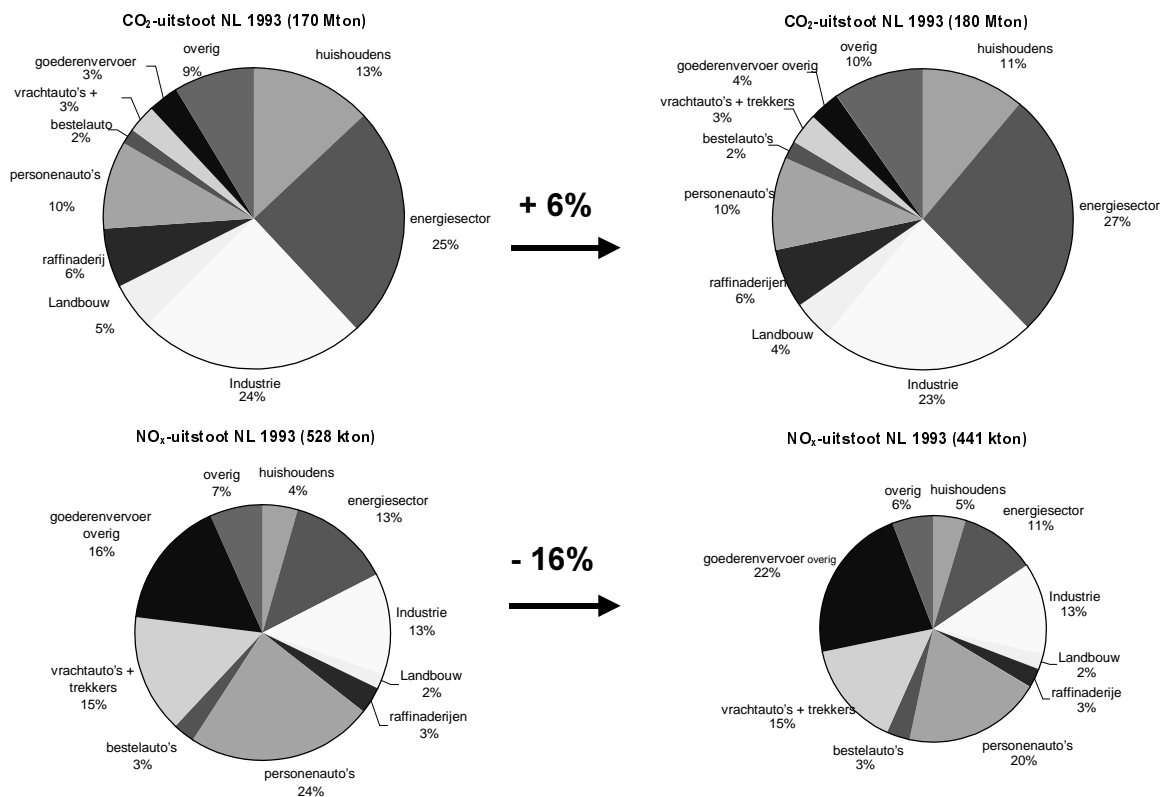 CO₂-uitstoot NL 1993 (170 Mton)
overig
9%
huishoudens
13%
goederenvervoer
3%
vrachtauto's +
3%
bestelauto
2%
personenauto's
10%
energiesector
25%
raffinaderij
6%
Landbouw
5%
Industrie
24%
+ 6%
CO₂-uitstoot NL 1993 (180 Mton)
overig
10%
huishoudens
11%
goederenvervoer overig
4%
vrachtauto's + trekkers
3%
bestelauto's
2%
personenauto's
10%
energiesector
27%
raffinaderijen
6%
Landbouw
4%
Industrie
23%
NOₓ-uitstoot NL 1993 (528 kton)
overig
7%
huishoudens
4%
energiesector
13%
goederenvervoer
overig
16%
Industrie
13%
vrachtauto's +
trekkers
15%
Landbouw
2%
raffinaderijen
3%
bestelauto's
3%
personenauto's
24%
- 16%
NOₓ-uitstoot NL 1993 (441 kton)
overig
6%
huishoudens
5%
energiesector
11%
goederenvervoer overig
22%
Industrie
13%
Landbouw
2%
raffinaderije
3%
vrachtauto's + trekkers
15%
bestelauto's
3%
personenauto's
20%